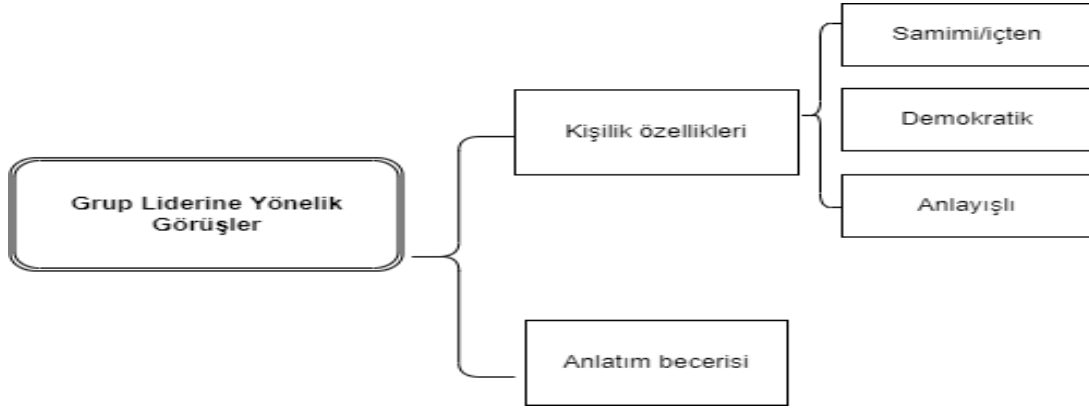 Samimi/içten
Kişilik özellikleri
Demokratik
Grup Liderine Yönelik
Görüşler
Anlayışlı
Anlatım becerisi